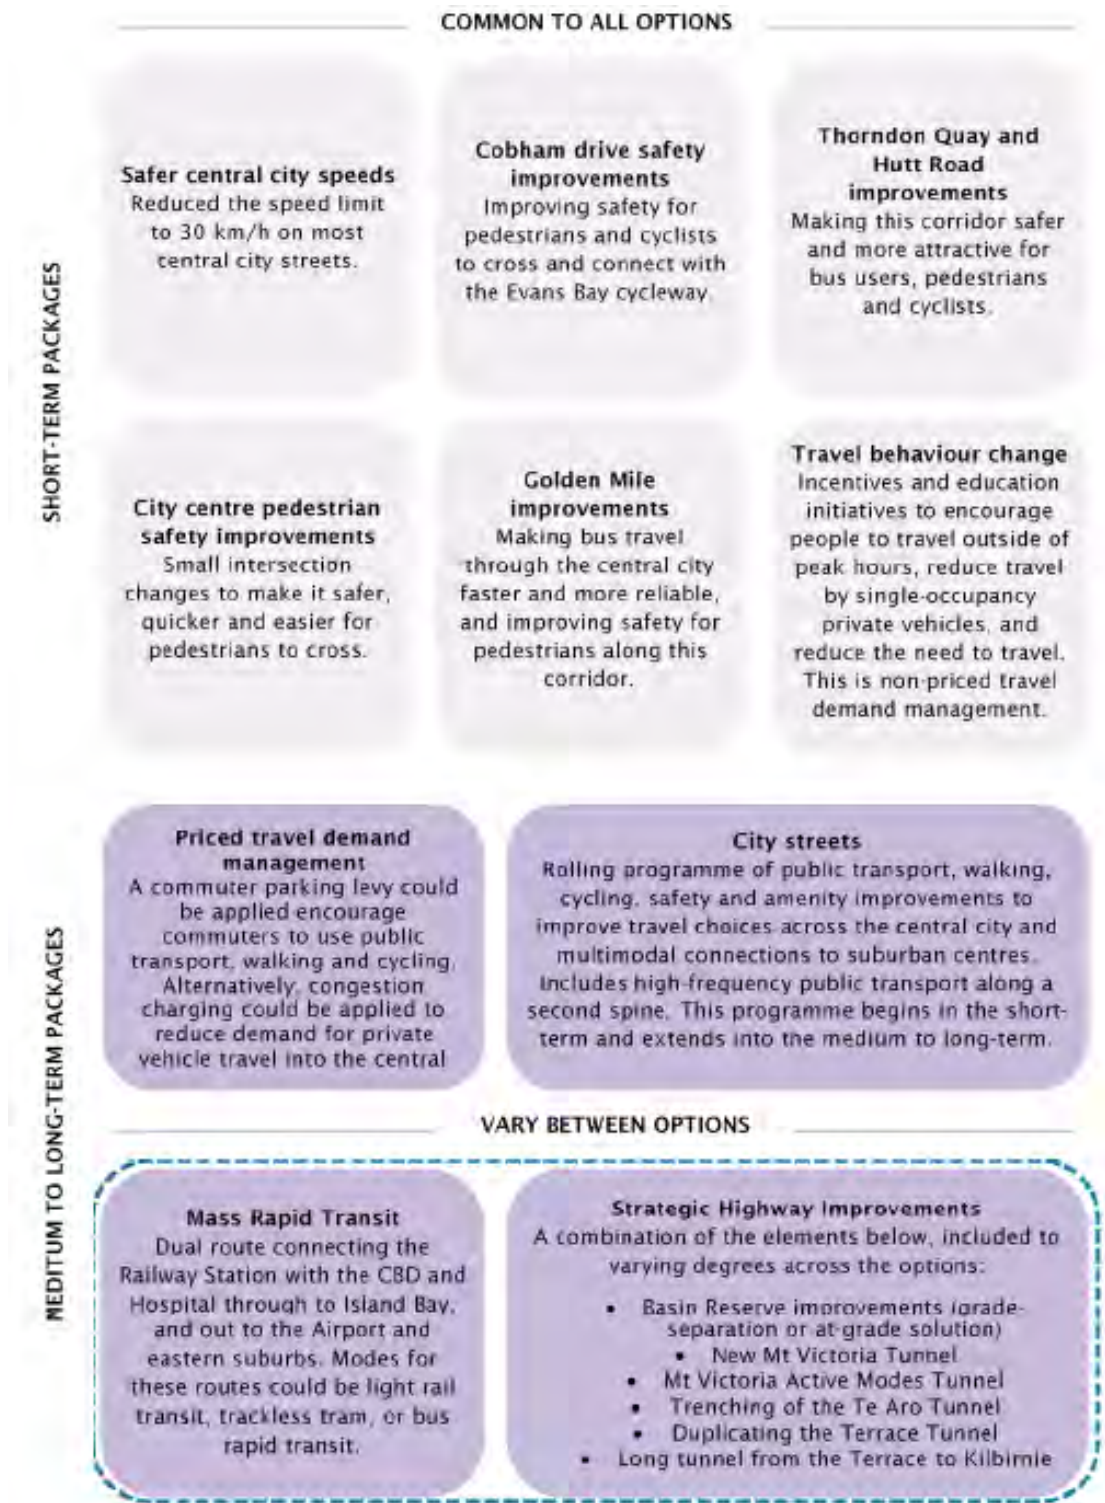 COMMON TO ALL OPTIONS
SHORT-TERM PACKAGES
Safer central city speeds
Reduced the speed limit
to 30 km/h on most
central city streets.
Cobham drive safety
improvements
Improving safety for
pedestrians and cyclists
to cross and connect with
the Evans Bay cycleway.
Thorndon Quay and
Hutt Road
improvements
Making this corridor safer
and more attractive for
bus users, pedestrians
and cyclists.
City centre pedestrian
safety improvements
Small intersection
changes to make it safer,
quicker and easier for
pedestrians to cross.
Golden Mile
improvements
Making bus travel
through the central city
faster and more reliable,
and improving safety for
pedestrians along this
corridor.
Travel behaviour change
Incentives and education
initiatives to encourage
people to travel outside of
peak hours, reduce travel
by single-occupancy
private vehicles, and
reduce the need to travel.
This is non-priced travel
demand management.
MEDITUM TO LONG-TERM PACKAGES
Priced travel demand
management
A commuter parking levy could
be applied encourage
commuters to use public
transport, walking and cycling.
Alternatively, congestion
charging could be applied to
reduce demand for private
vehicle travel into the central
City streets
Rolling programme of public transport, walking,
cycling, safety and amenity improvements to
improve travel choices across the central city and
multimodal connections to suburban centres.
Includes high-frequency public transport along a
second spine. This programme begins in the short-
term and extends into the medium to long-term.
VARY BETWEEN OPTIONS
Mass Rapid Transit
Dual route connecting the
Railway Station with the CBD and
Hospital through to Island Bay,
and out to the Airport and
eastern suburbs. Modes for
these routes could be light rail
transit, trackless tram, or bus
rapid transit.
Strategic Highway Improvements
A combination of the elements below, included to
varying degrees across the options:
• Basin Reserve improvements (grade-
separation or at-grade solution)
• New Mt Victoria Tunnel
• Mt Victoria Active Modes Tunnel
• Trenching of the Te Aro Tunnel
• Duplicating the Terrace Tunnel
• Long tunnel from the Terrace to Kilbirnie